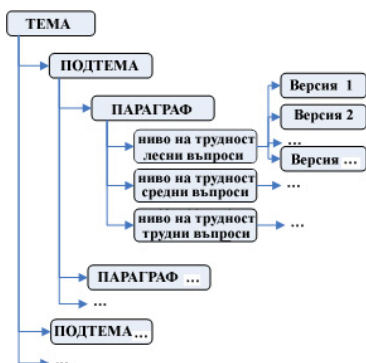 ТЕМА
ПОДТЕМА
ПАРАГРАФ
Версия 1
Версия 2
...
Версия ...
ниво на трудност
лесни въпроси
ниво на трудност
средни въпроси
...
ниво на трудност
трудни въпроси
...
ПАРАГРАФ ...
...
ПОДТЕМА...
...